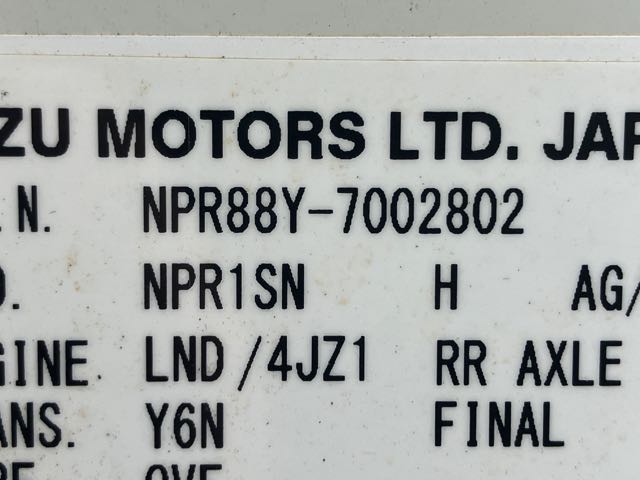 ZU MOTORS LTD. JAP
.N. NPR88Y-7002802
. NPR1SN H AG/
GINE. LND/4JZ1 RR AXLE
ANS. Y6N FINAL